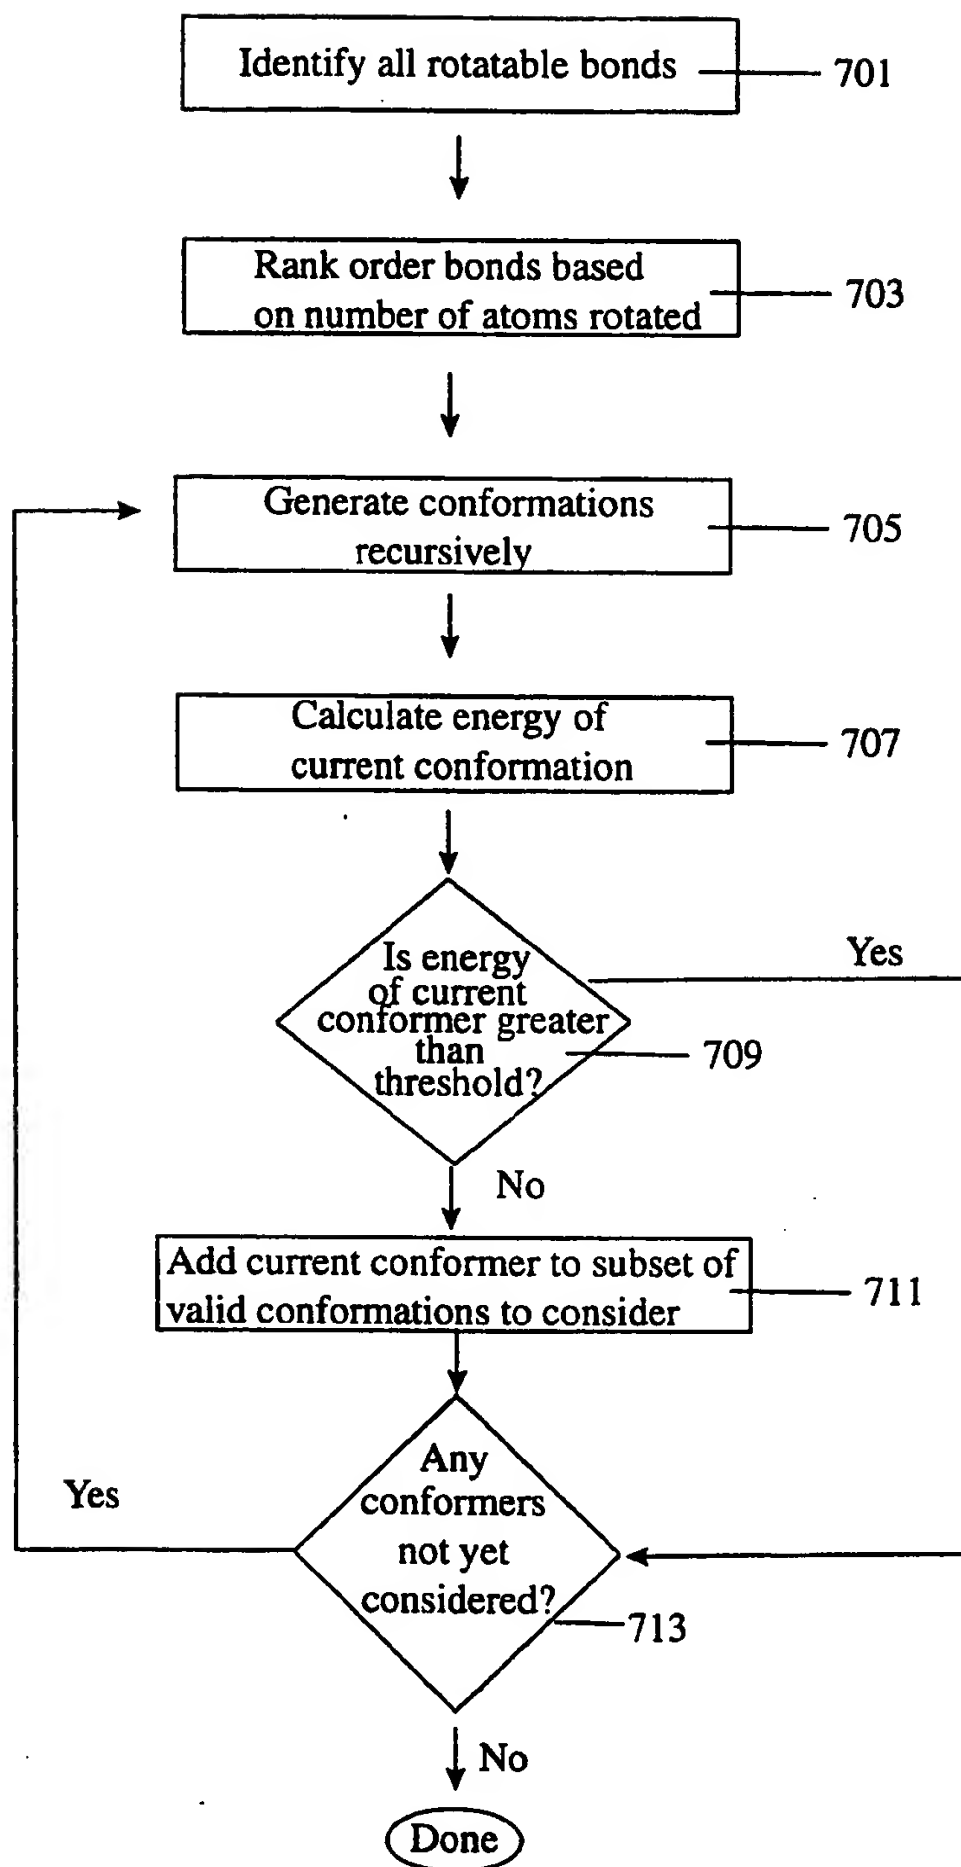 Identify all rotatable bonds
701
Rank order bonds based
on number of atoms rotated
703
Generate conformations
recursively
705
Calculate energy of
current conformation
707
Is energy
of current
conformer greater
than
threshold?
Yes
709
No
Add current conformer to subset of
valid conformations to consider
711
Any
conformers
not yet
considered?
Yes
713
No
Done